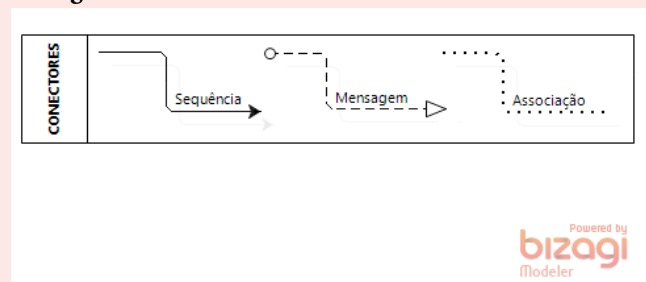 CONECTORES
Sequência
Mensagem
Associação
Powered by
bizagi
Modeler